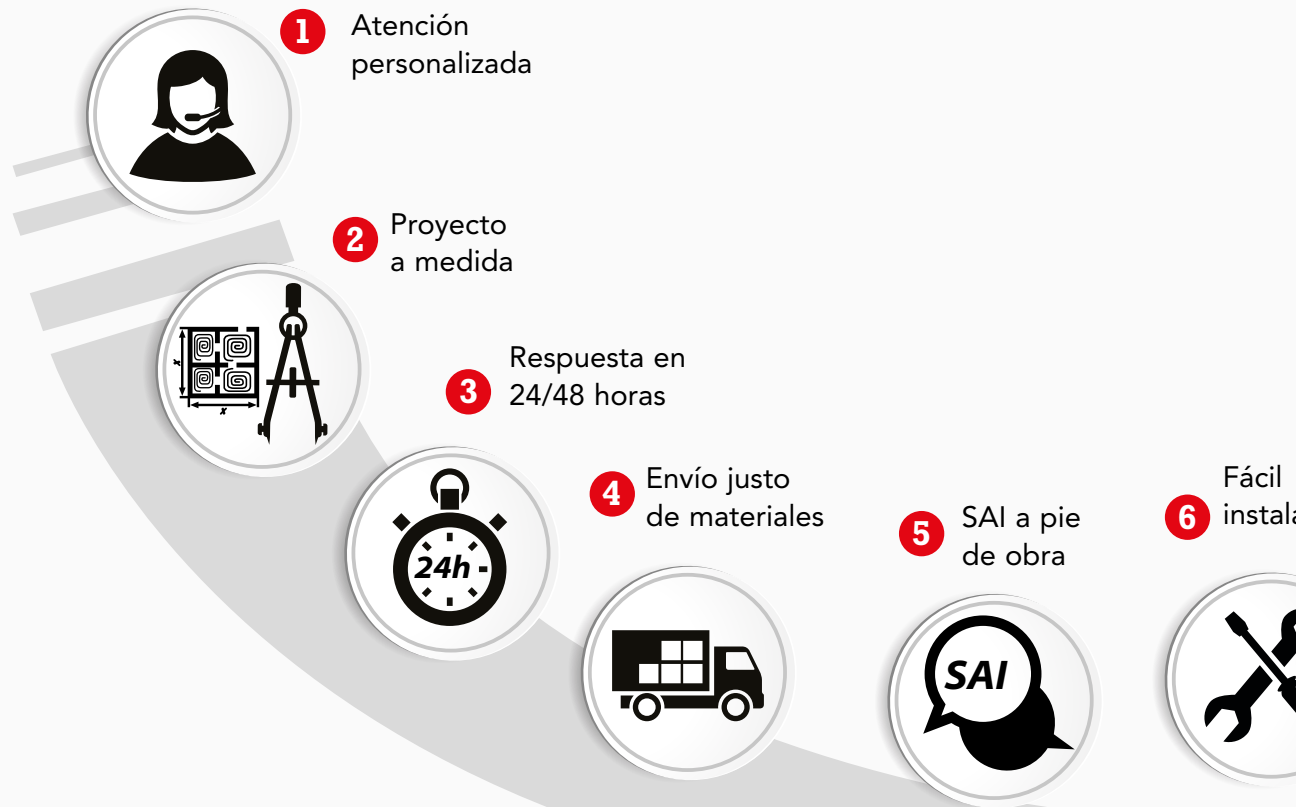 1
Atención
personalizada
2
Proyecto
a medida
x
x
3
Respuesta en
24/48 horas
24h
4
Envío justo
de materiales
5
SAI a pie
de obra
SAI
6
Fácil